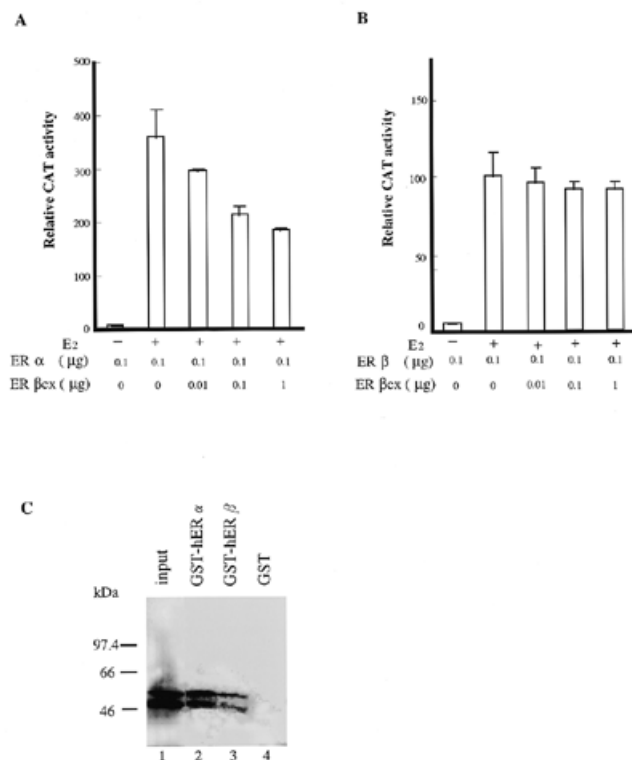 A
500
400
300
200
100
0
Relative CAT activity
E2 − + + + +
ER α ( μg) 0.1 0.1 0.1 0.1 0.1
ER βcx ( μg) 0 0 0.01 0.1 1
B
150
100
50
0
Relative CAT activity
E2 − + + + +
ER β ( μg) 0.1 0.1 0.1 0.1 0.1
ER βcx ( μg) 0 0 0.01 0.1 1
C
input
GST-hER α
GST-hER β
GST
kDa
97.4
66
46
1 2 3 4